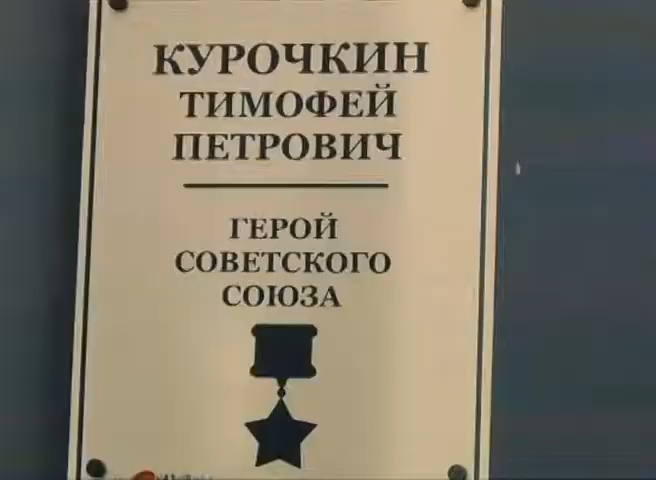 КУРОЧКИН
ТИМОФЕЙ
ПЕТРОВИЧ
ГЕРОЙ
СОВЕТСКОГО
СОЮЗА